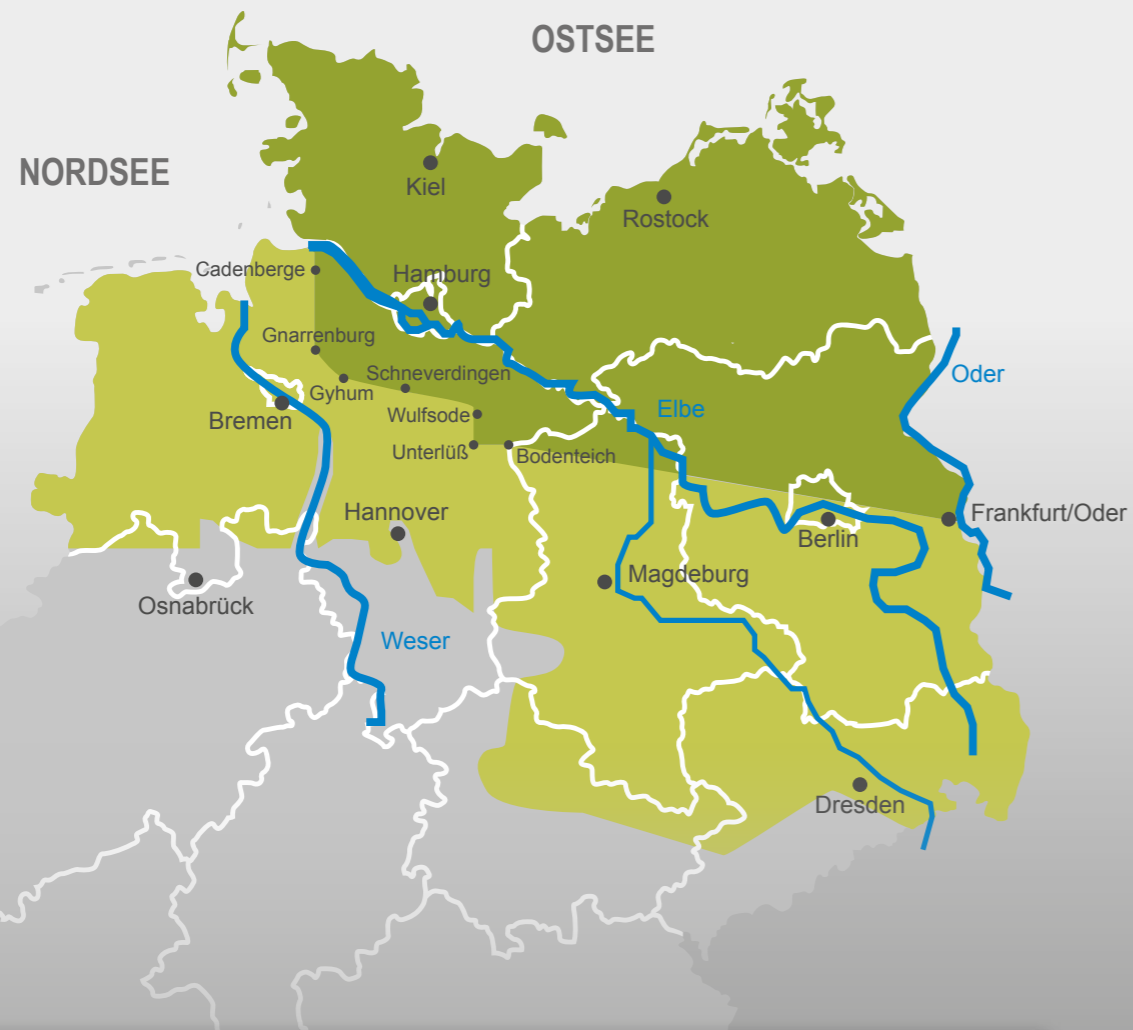 OSTSEE
NORDSEE
Kiel
Rostock
Cadenberge
Hamburg
Gnarrenburg
Schneverdingen
Oder
Gyhum
Elbe
Bremen
Wulfsode
Unterlüß
Bodenteich
Hannover
Frankfurt/Oder
Berlin
Magdeburg
Osnabrück
Weser
Dresden